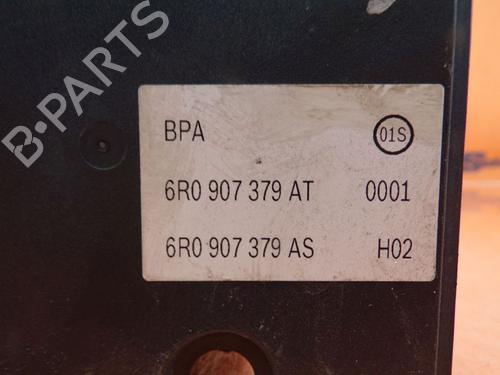 B-PARTS
BPA 01S
6R0 907 379 AT 0001
6R0 907 379 AS H02